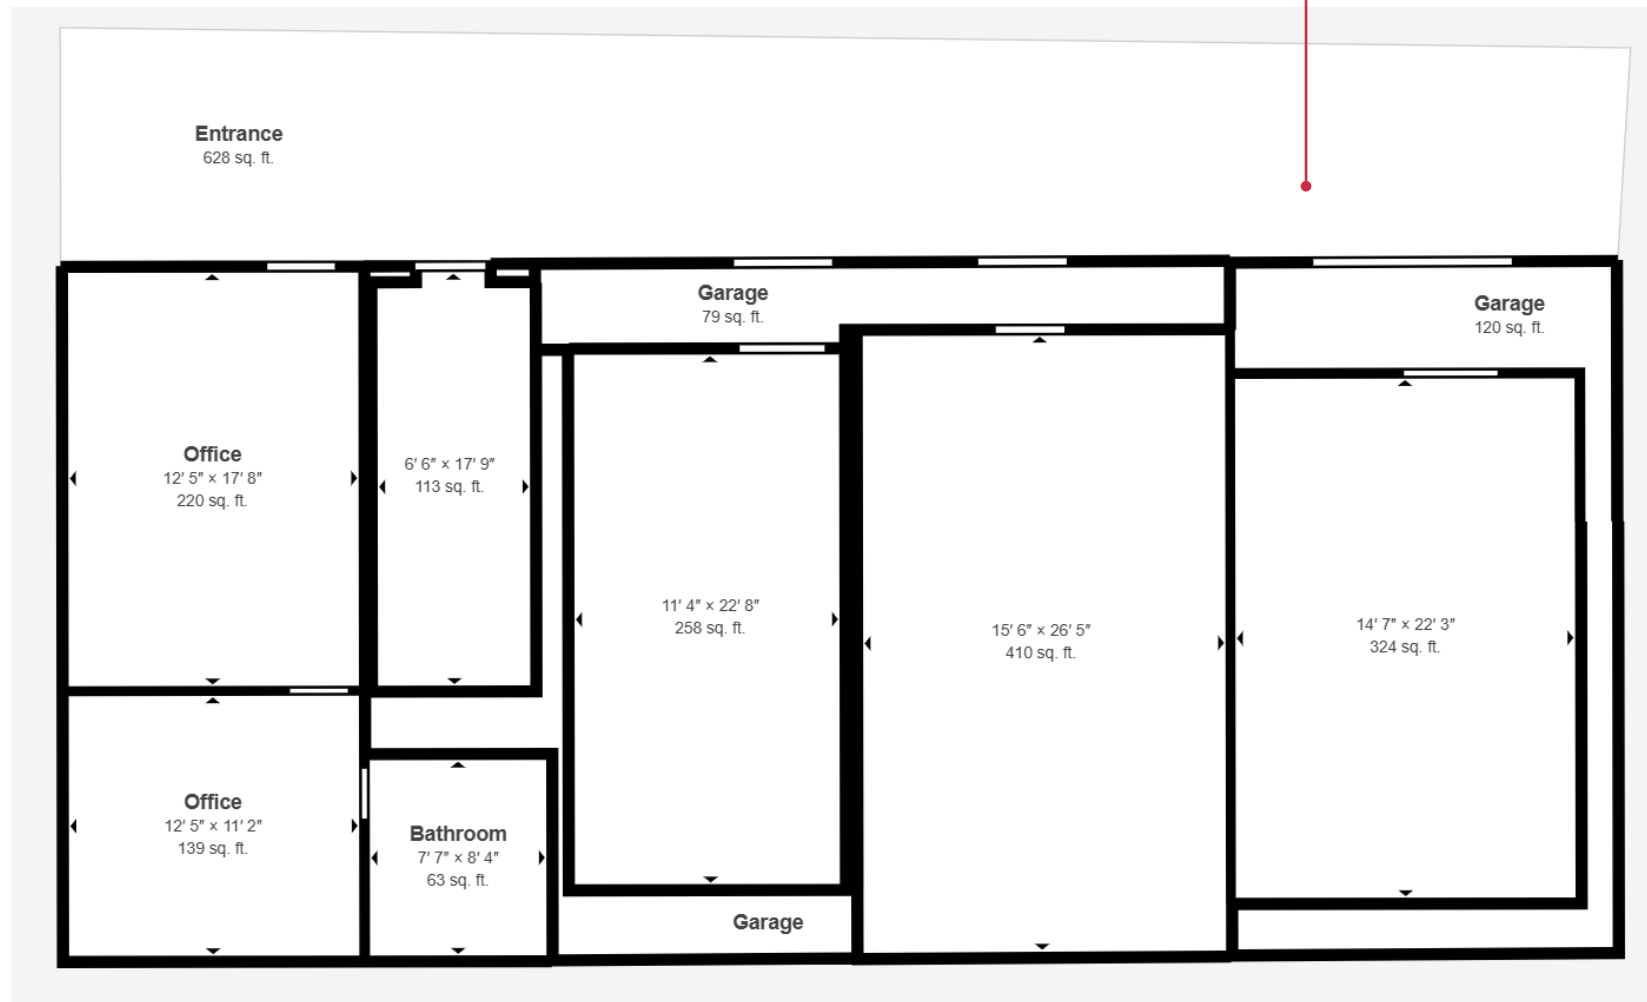 Entrance
628 sq. ft.
Garage
79 sq. ft.
Garage
120 sq. ft.
Office
12' 5" × 17' 8"
220 sq. ft.
6' 6" × 17' 9"
113 sq. ft.
11' 4" × 22' 8"
258 sq. ft.
15' 6" × 26' 5"
410 sq. ft.
14' 7" × 22' 3"
324 sq. ft.
Office
12' 5" × 11' 2"
139 sq. ft.
Bathroom
7' 7" × 8' 4"
63 sq. ft.
Garage